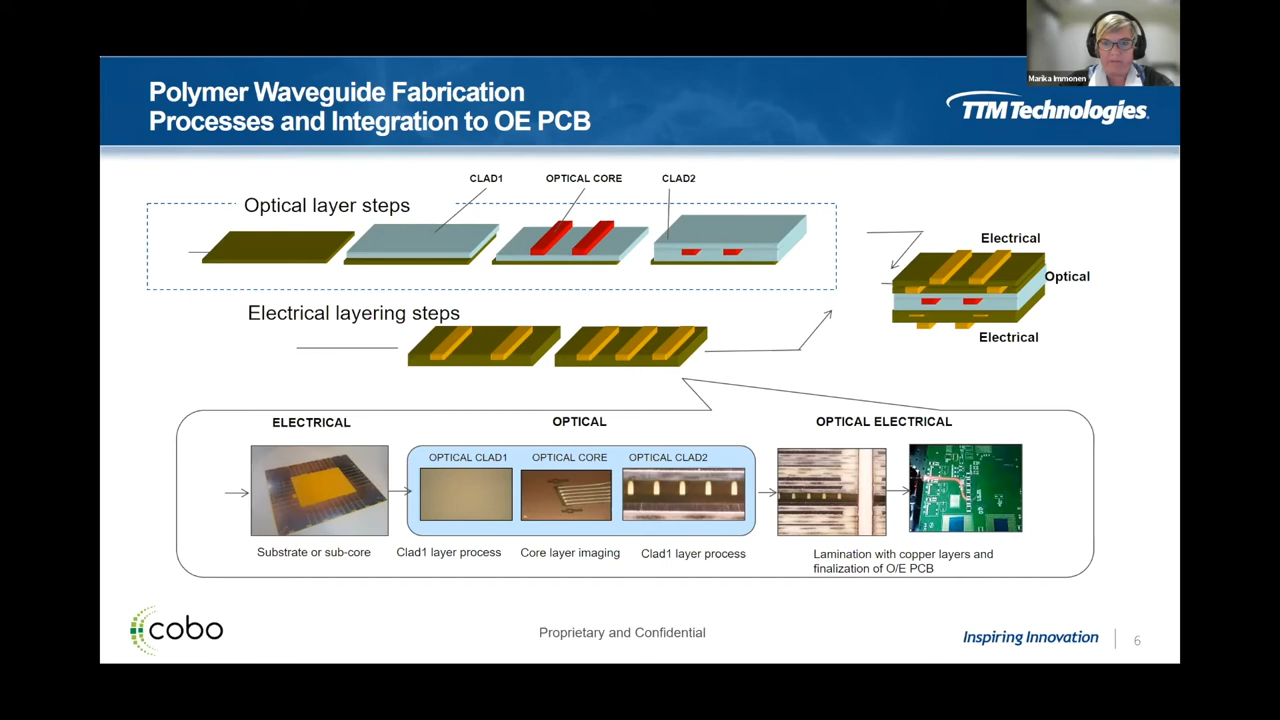 Marika Immonen
Polymer Waveguide Fabrication
Processes and Integration to OE PCB
TTM Technologies
CLAD1
OPTICAL CORE
CLAD2
Optical layer steps
Electrical
Optical
Electrical
Electrical layering steps
ELECTRICAL
OPTICAL
OPTICAL ELECTRICAL
OPTICAL CLAD1
OPTICAL CORE
OPTICAL CLAD2
Substrate or sub-core
Clad1 layer process
Core layer imaging
Clad1 layer process
Lamination with copper layers and
finalization of O/E PCB
cobo
Proprietary and Confidential
Inspiring Innovation
6